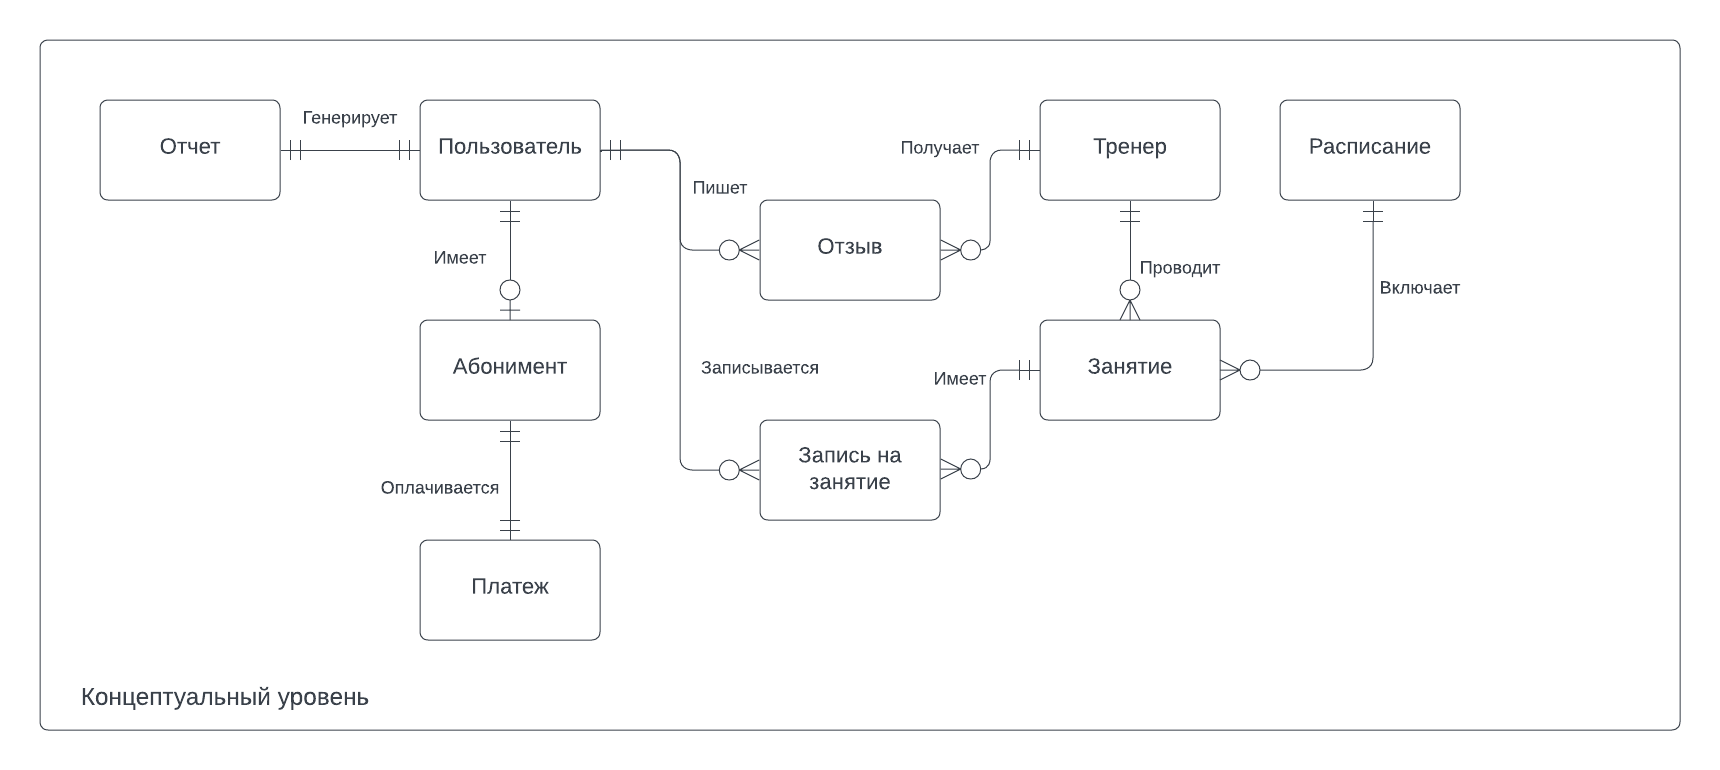 Генерирует
Отчет
Пользователь
Получает
Тренер
Расписание
Пишет
Отзыв
Имеет
Проводит
Включает
Абонимент
Записывается
Имеет
Занятие
Запись на
занятие
Оплачивается
Платеж
Концептуальный уровень